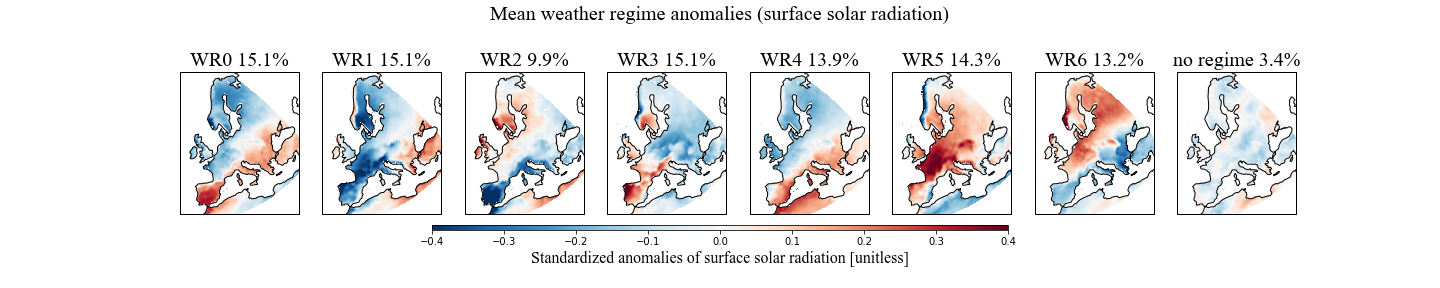 Mean weather regime anomalies (surface solar radiation)
WR0 15.1% WR1 15.1% WR2 9.9% WR3 15.1% WR4 13.9% WR5 14.3% WR6 13.2% no regime 3.4%
−0.4 −0.3 −0.2 −0.1 0.0 0.1 0.2 0.3 0.4
Standardized anomalies of surface solar radiation [unitless]